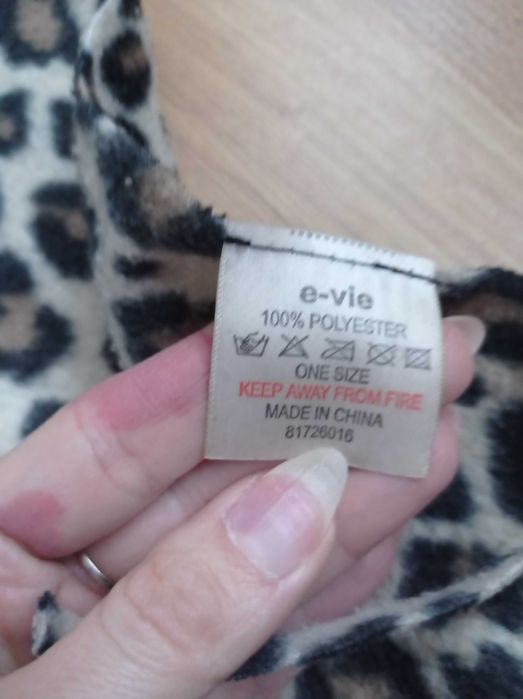 e-vie
100% POLYESTER
ONE SIZE
KEEP AWAY FROM FIRE
MADE IN CHINA
81726016